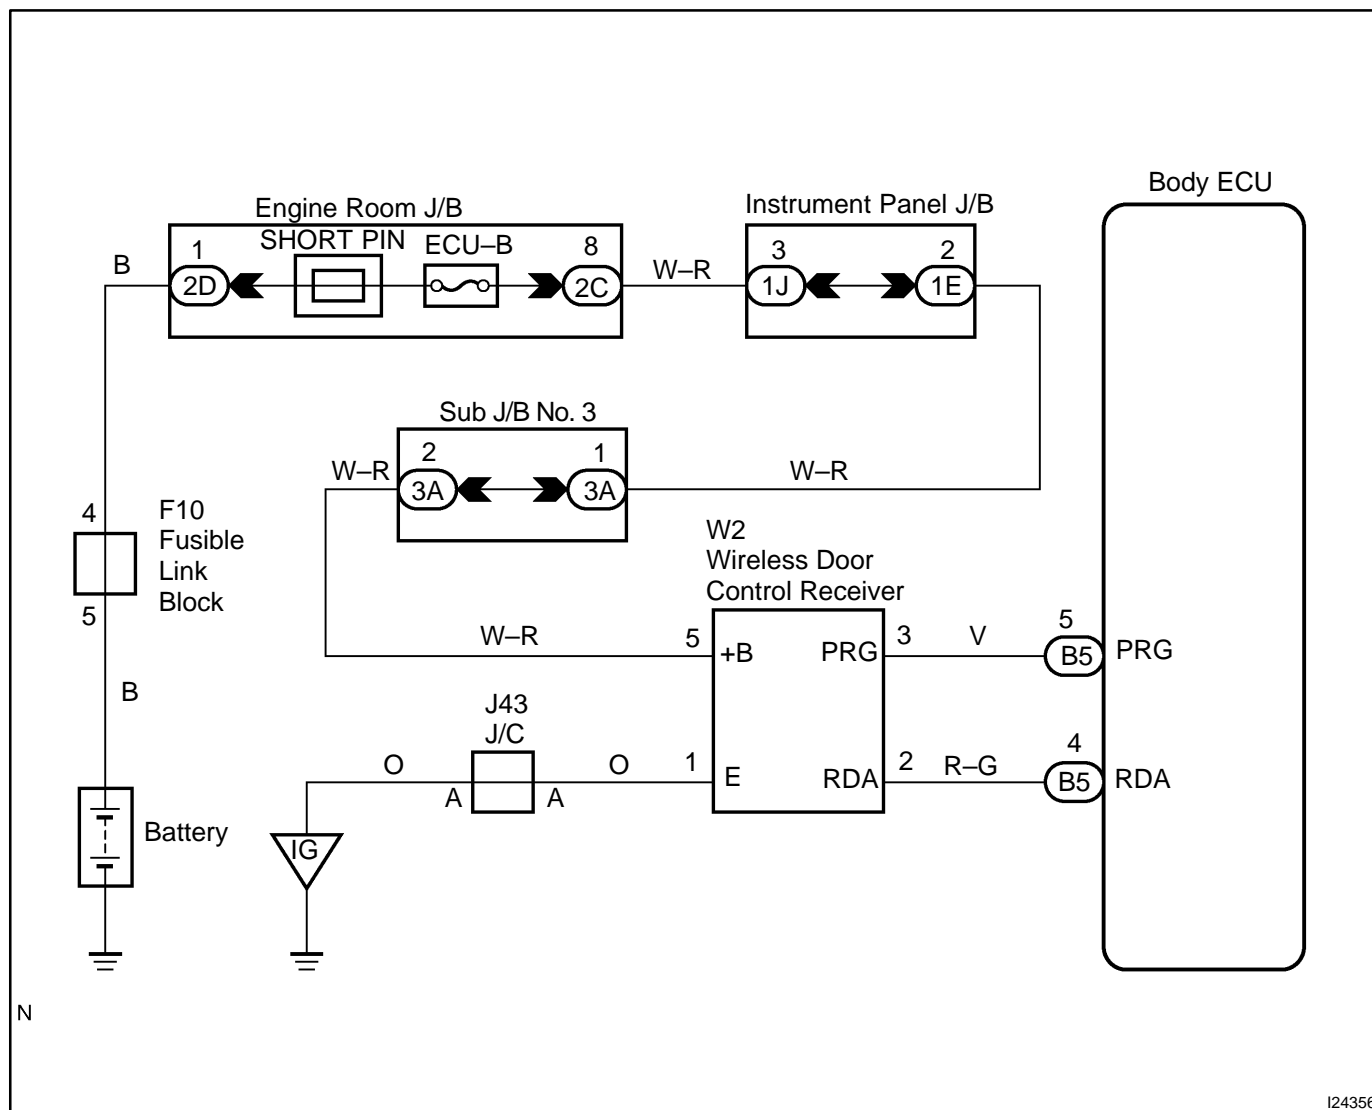 Body ECU
Engine Room J/B
Instrument Panel J/B
SHORT PIN
ECU–B
1
8
3
2
B
2D
2C
W–R
1J
1E
Sub J/B No. 3
2
1
W–R
3A
3A
W–R
4
F10
Fusible
Link
Block
5
W2
Wireless Door
Control Receiver
W–R
5
+B
PRG
3
V
5
B5
PRG
B
J43
J/C
O
A
A
O
1
E
RDA
2
R–G
4
B5
RDA
Battery
IG
N
I24356